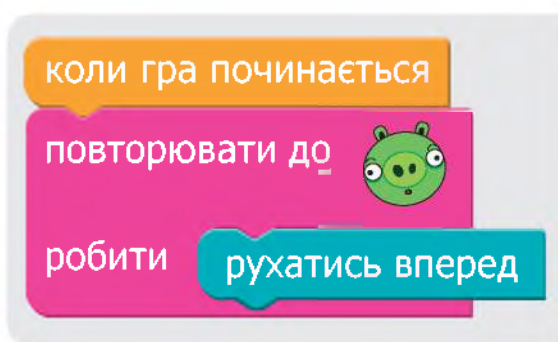 коли гра починається
повторювати до
робити рухатись вперед